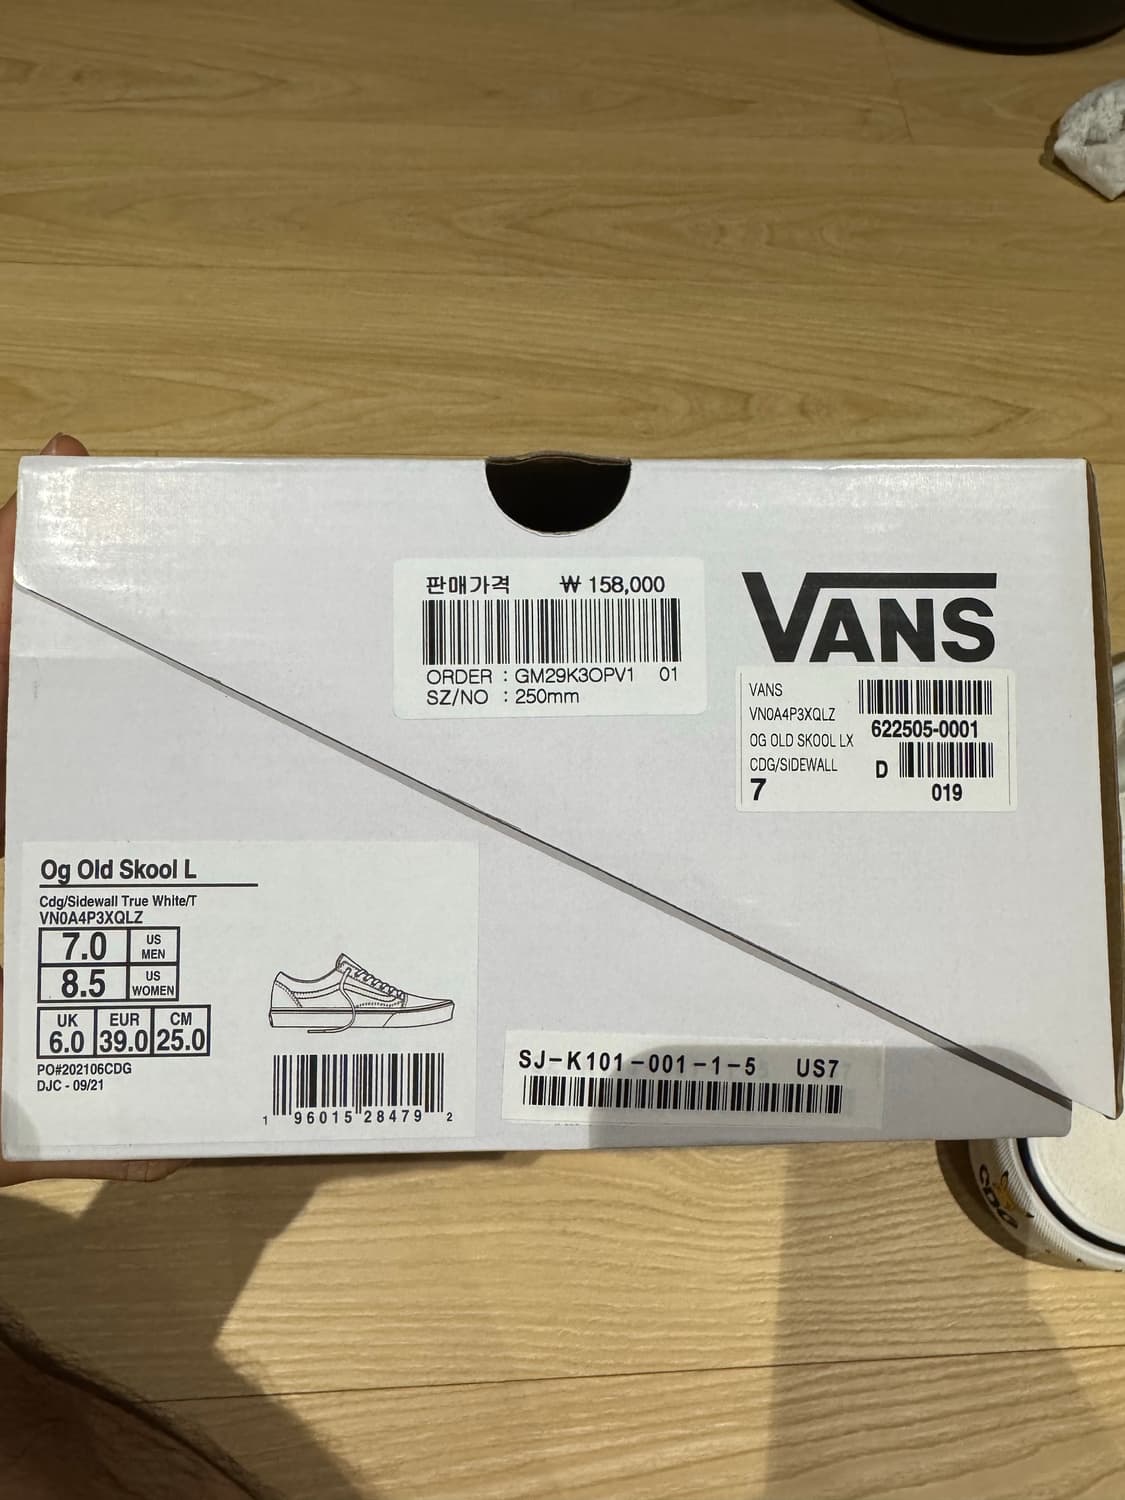 판매가격 ₩ 158,000
ORDER : GM29K3OPV1 01
SZ/NO : 250mm
VANS
VANS
VN0A4P3XQLZ
622505-0001
OG OLD SKOOL LX
CDG/SIDEWALL
D
7
019
Og Old Skool L
Cdg/Sidewall True White/T
VN0A4P3XQLZ
7.0 US MEN
8.5 US WOMEN
UK EUR CM
6.0 39.0 25.0
PO#202106CDG
DJC - 09/21
1 96015 28479 2
SJ-K101-001-1-5 US7